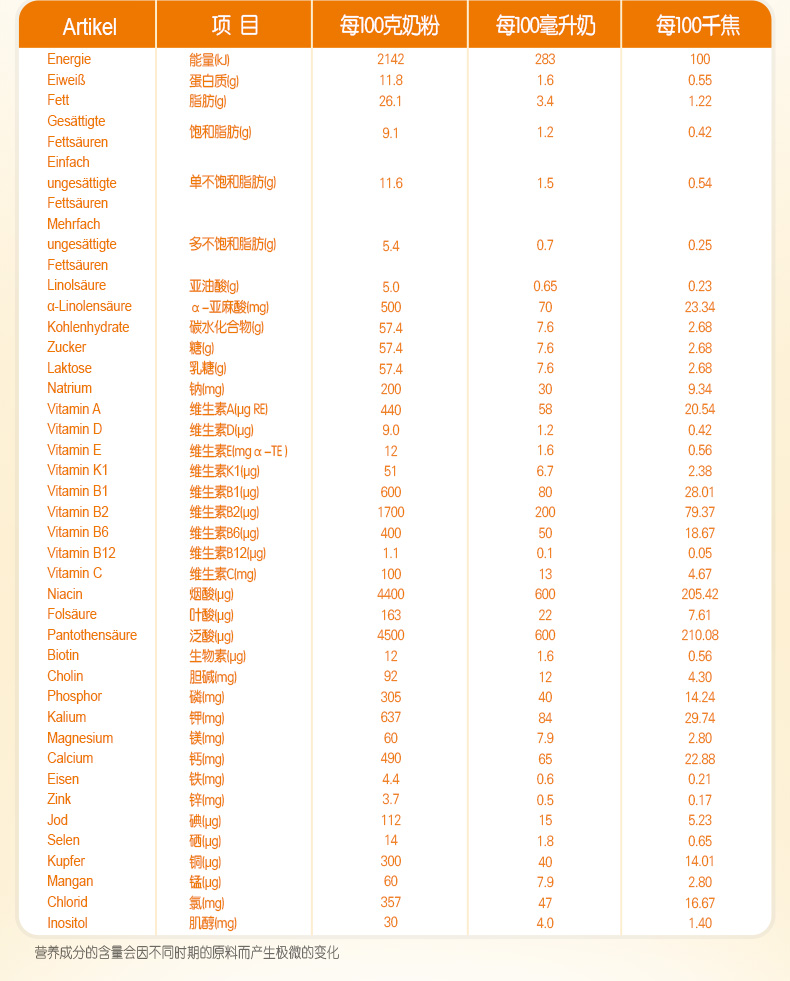 Artikel 项 目 每100克奶粉 每100毫升奶 每100千焦
Energie 能量(kJ) 2142 283 100
Eiweiß 蛋白质(g) 11.8 1.6 0.55
Fett 脂肪(g) 26.1 3.4 1.22
Gesättigte
Fettsäuren 饱和脂肪(g) 9.1 1.2 0.42
Einfach
ungesättigte 单不饱和脂肪(g) 11.6 1.5 0.54
Fettsäuren
Mehrfach
ungesättigte 多不饱和脂肪(g) 5.4 0.7 0.25
Fettsäuren
Linolsäure 亚油酸(g) 5.0 0.65 0.23
α-Linolensäure α-亚麻酸(mg) 500 70 23.34
Kohlenhydrate 碳水化合物(g) 57.4 7.6 2.68
Zucker 糖(g) 57.4 7.6 2.68
Laktose 乳糖(g) 57.4 7.6 2.68
Natrium 钠(mg) 200 30 9.34
Vitamin A 维生素A(µg RE) 440 58 20.54
Vitamin D 维生素D(µg) 9.0 1.2 0.42
Vitamin E 维生素E(mg α-TE ) 12 1.6 0.56
Vitamin K1 维生素K1(µg) 51 6.7 2.38
Vitamin B1 维生素B1(µg) 600 80 28.01
Vitamin B2 维生素B2(µg) 1700 200 79.37
Vitamin B6 维生素B6(µg) 400 50 18.67
Vitamin B12 维生素B12(µg) 1.1 0.1 0.05
Vitamin C 维生素C(mg) 100 13 4.67
Niacin 烟酸(µg) 4400 600 205.42
Folsäure 叶酸(µg) 163 22 7.61
Pantothensäure 泛酸(µg) 4500 600 210.08
Biotin 生物素(µg) 12 1.6 0.56
Cholin 胆碱(mg) 92 12 4.30
Phosphor 磷(mg) 305 40 14.24
Kalium 钾(mg) 637 84 29.74
Magnesium 镁(mg) 60 7.9 2.80
Calcium 钙(mg) 490 65 22.88
Eisen 铁(mg) 4.4 0.6 0.21
Zink 锌(mg) 3.7 0.5 0.17
Jod 碘(µg) 112 15 5.23
Selen 硒(µg) 14 1.8 0.65
Kupfer 铜(µg) 300 40 14.01
Mangan 锰(µg) 60 7.9 2.80
Chlorid 氯(mg) 357 47 16.67
Inositol 肌醇(mg) 30 4.0 1.40
营养成分的含量会因不同时期的原料而产生极微的变化